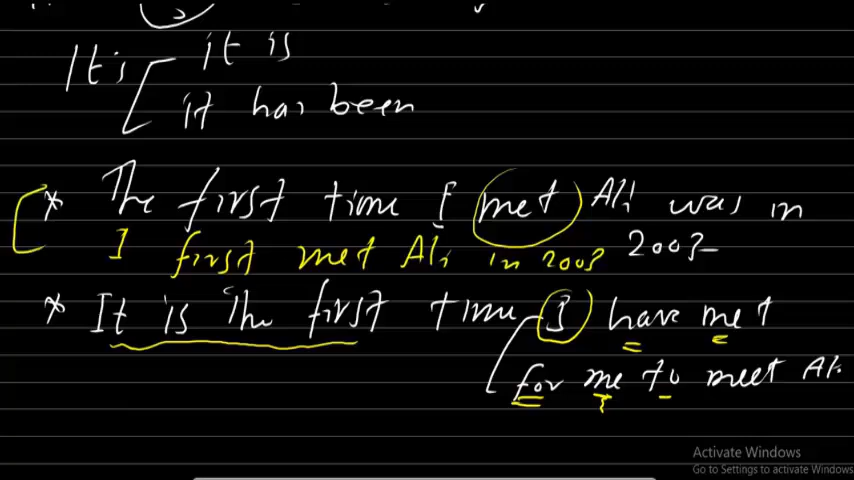 It's it is
it has been
* The first time I met Ali was in
2003
I first met Ali in 2003
* It is the first time I have met
for me to meet Ali
Activate Windows
Go to Settings to activate Windows